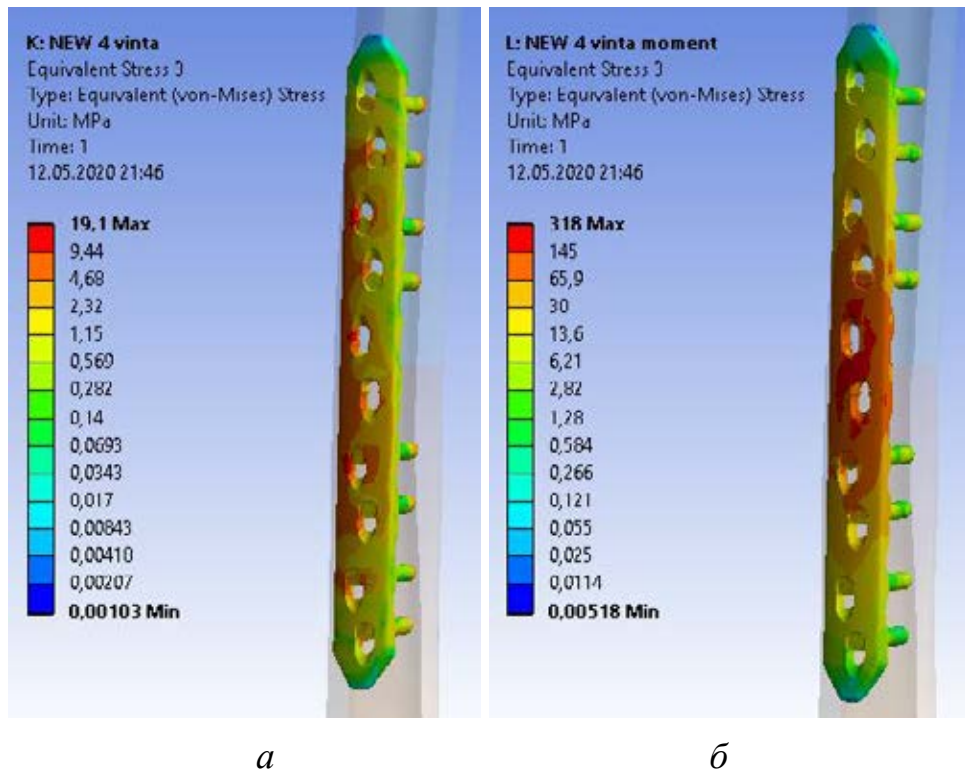 K: NEW 4 vinta
Equivalent Stress 3
Type: Equivalent (von-Mises) Stress
Unit: MPa
Time: 1
12.05.2020 21:46
19,1 Max
9,44
4,68
2,32
1,15
0,569
0,282
0,14
0,0693
0,0343
0,017
0,00843
0,00410
0,00207
0,00103 Min
L: NEW 4 vinta moment
Equivalent Stress 3
Type: Equivalent (von-Mises) Stress
Unit: MPa
Time: 1
12.05.2020 21:46
318 Max
145
65,9
30
13,6
6,21
2,82
1,28
0,584
0,266
0,121
0,055
0,025
0,0114
0,00518 Min
а
б